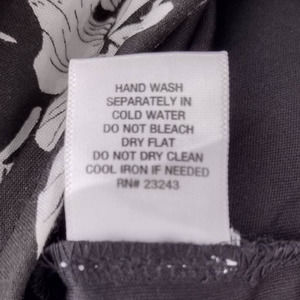 HAND WASH
SEPARATELY IN
COLD WATER
DO NOT BLEACH
DRY FLAT
DO NOT DRY CLEAN
COOL IRON IF NEEDED
RN# 23243